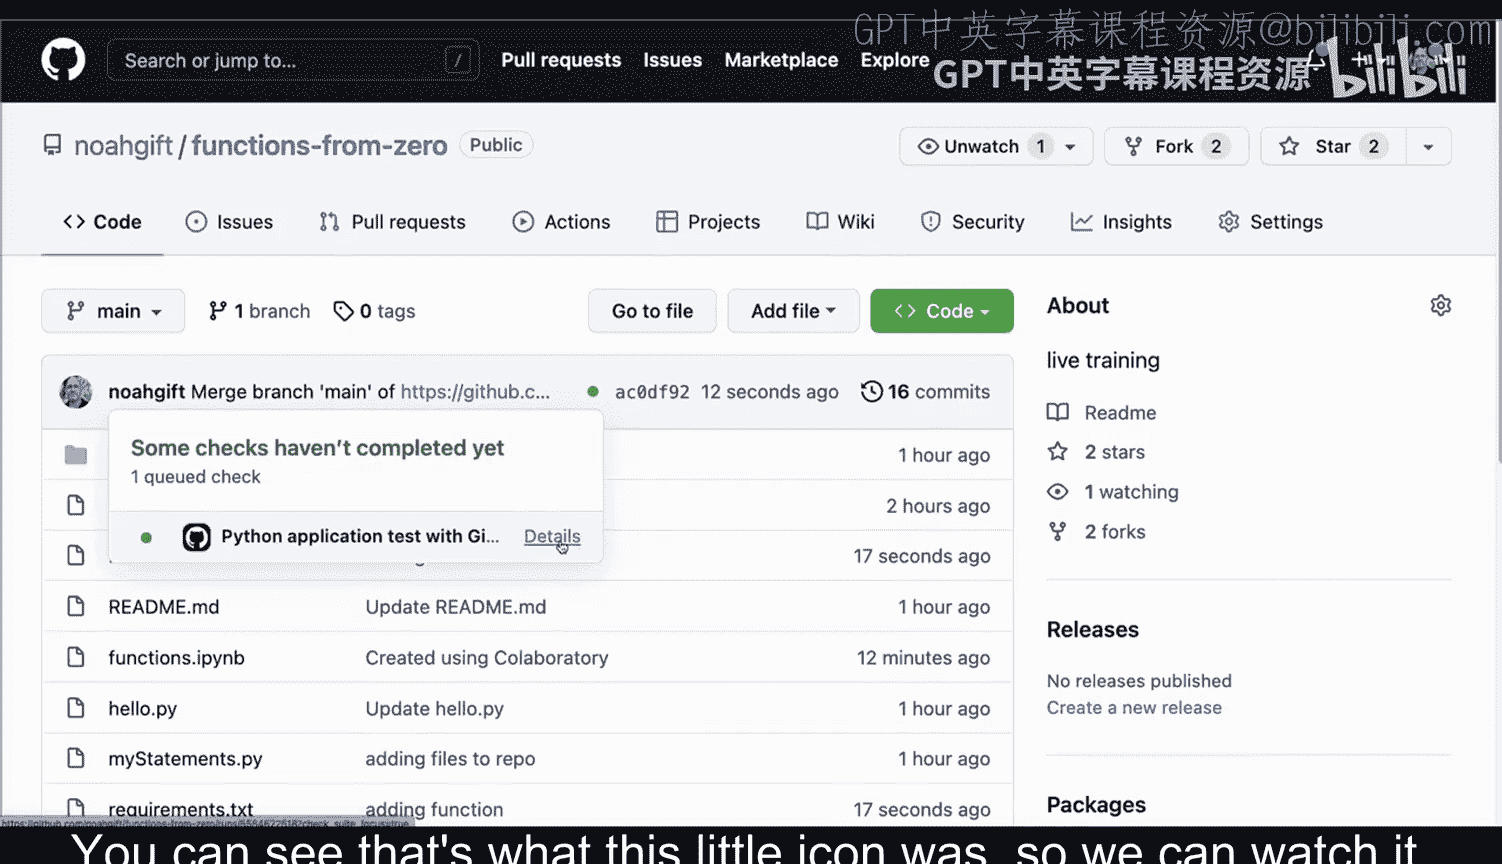 GPT中英字幕课程资源@bilibili.com
Search or jump to... / Pull requests Issues Marketplace Explore
GPT中英字幕课程资源 bilibili
noahgift / functions-from-zero Public Unwatch 1 Fork 2 Star 2
Code Issues Pull requests Actions Projects Wiki Security Insights Settings
main 1 branch 0 tags Go to file Add file Code
noahgift Merge branch 'main' of https://github.c... ac0df92 12 seconds ago 16 commits
Some checks haven't completed yet
1 queued check
Python application test with Gi... Details
1 hour ago
2 hours ago
17 seconds ago
README.md Update README.md 1 hour ago
functions.ipynb Created using Colaboratory 12 minutes ago
hello.py Update hello.py 1 hour ago
myStatements.py adding files to repo 1 hour ago
requirements.txt adding function 17 seconds ago
About
live training
Readme
2 stars
1 watching
2 forks
Releases
No releases published
Create a new release
Packages
You can see that's what this little icon was, so we can watch it